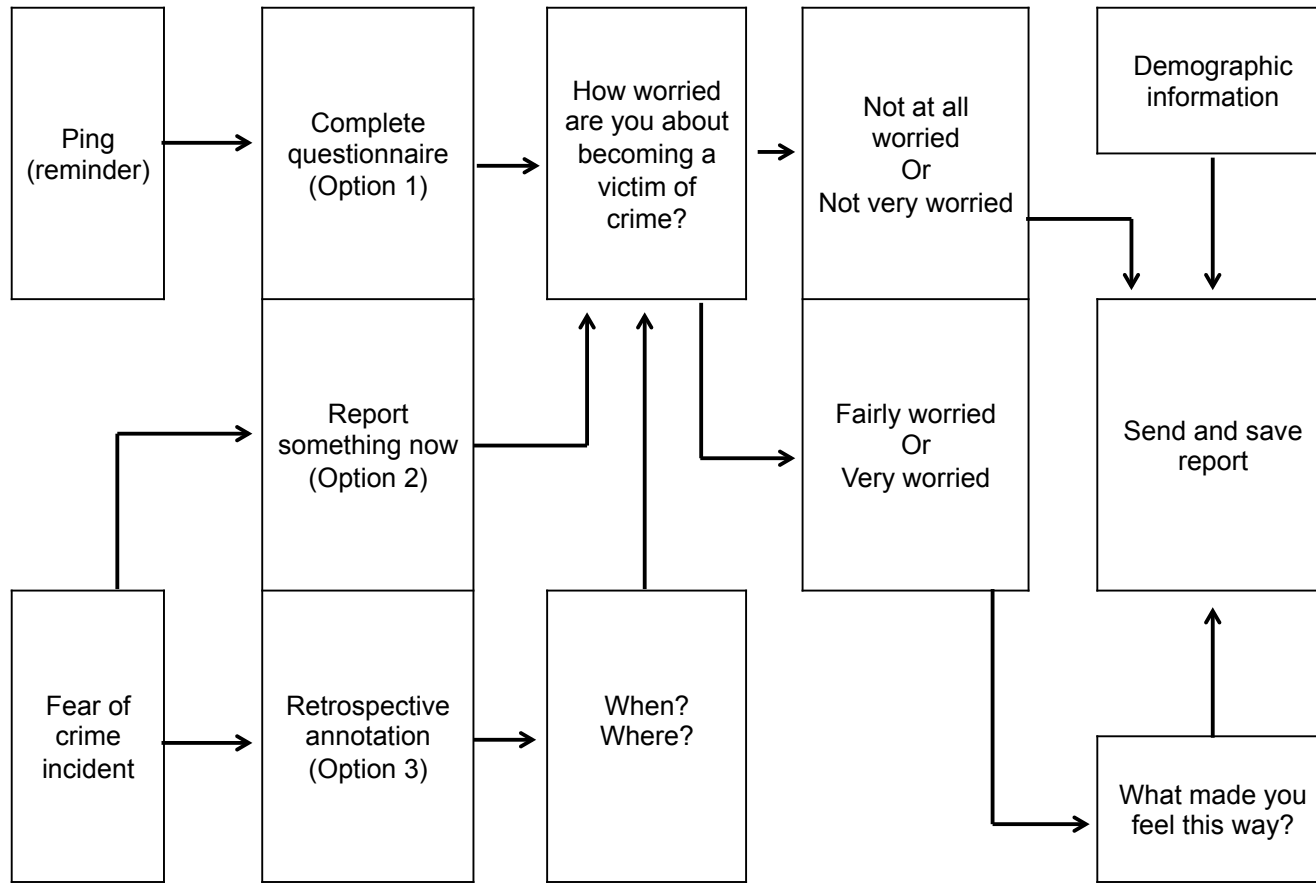 Ping
(reminder)
Complete
questionnaire
(Option 1)
How worried
are you about
becoming a
victim of
crime?
Not at all
worried
Or
Not very worried
Demographic
information
Report
something now
(Option 2)
Fairly worried
Or
Very worried
Send and save
report
Fear of
crime
incident
Retrospective
annotation
(Option 3)
When?
Where?
What made you
feel this way?